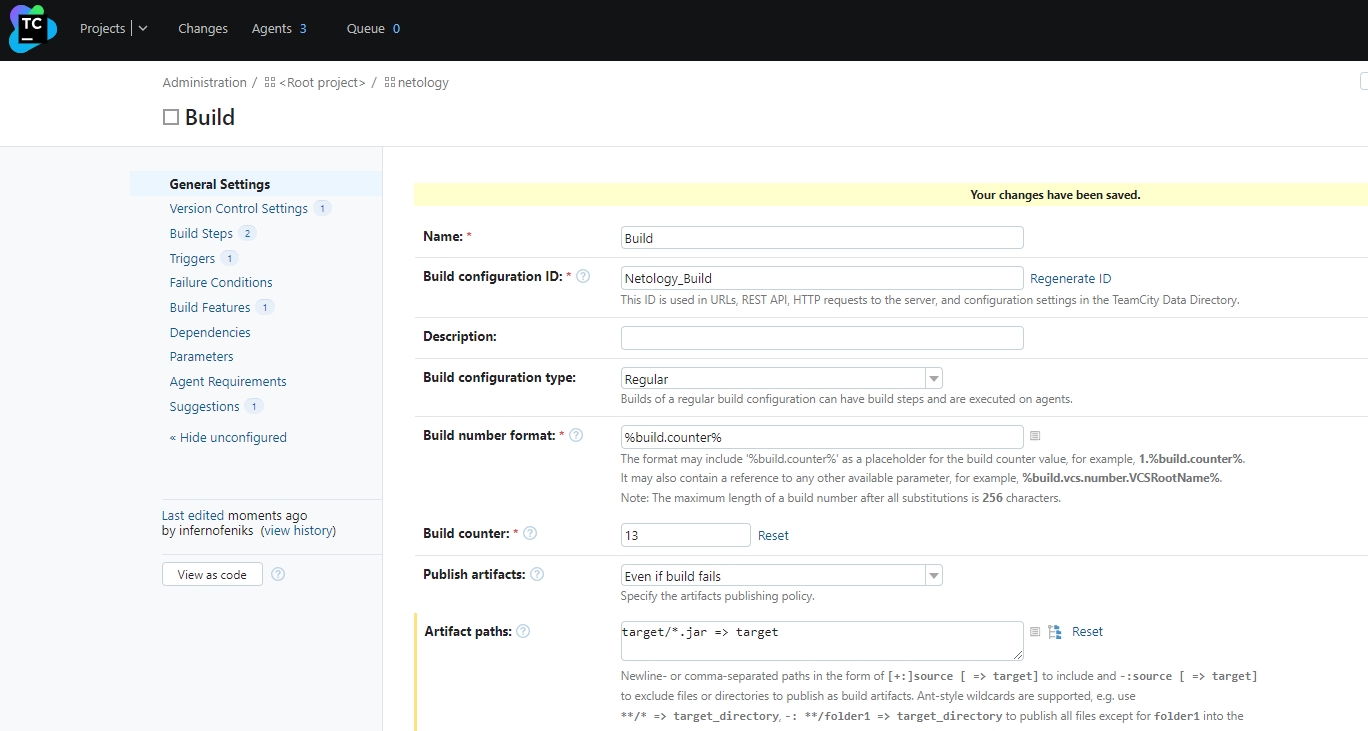 TC
Projects
Changes
Agents 3
Queue 0
Administration / <Root project> / netology
Build
General Settings
Version Control Settings 1
Build Steps 2
Triggers 1
Failure Conditions
Build Features 1
Dependencies
Parameters
Agent Requirements
Suggestions 1
« Hide unconfigured
Last edited moments ago
by infernofeniks (view history)
View as code ?
Your changes have been saved.
Name: * Build
Build configuration ID: * ? Netology_Build Regenerate ID
This ID is used in URLs, REST API, HTTP requests to the server, and configuration settings in the TeamCity Data Directory.
Description:
Build configuration type: Regular
Builds of a regular build configuration can have build steps and are executed on agents.
Build number format: * ? %build.counter%
The format may include '%build.counter%' as a placeholder for the build counter value, for example, 1.%build.counter%.
It may also contain a reference to any other available parameter, for example, %build.vcs.number.VCSRootName%.
Note: The maximum length of a build number after all substitutions is 256 characters.
Build counter: * ? 13 Reset
Publish artifacts: ? Even if build fails
Specify the artifacts publishing policy.
Artifact paths: ? target/*.jar => target Reset
Newline- or comma-separated paths in the form of [+:]source [ => target] to include and -:source [ => target]
to exclude files or directories to publish as build artifacts. Ant-style wildcards are supported, e.g. use
**/* => target_directory, -: **/folder1 => target_directory to publish all files except for folder1 into the